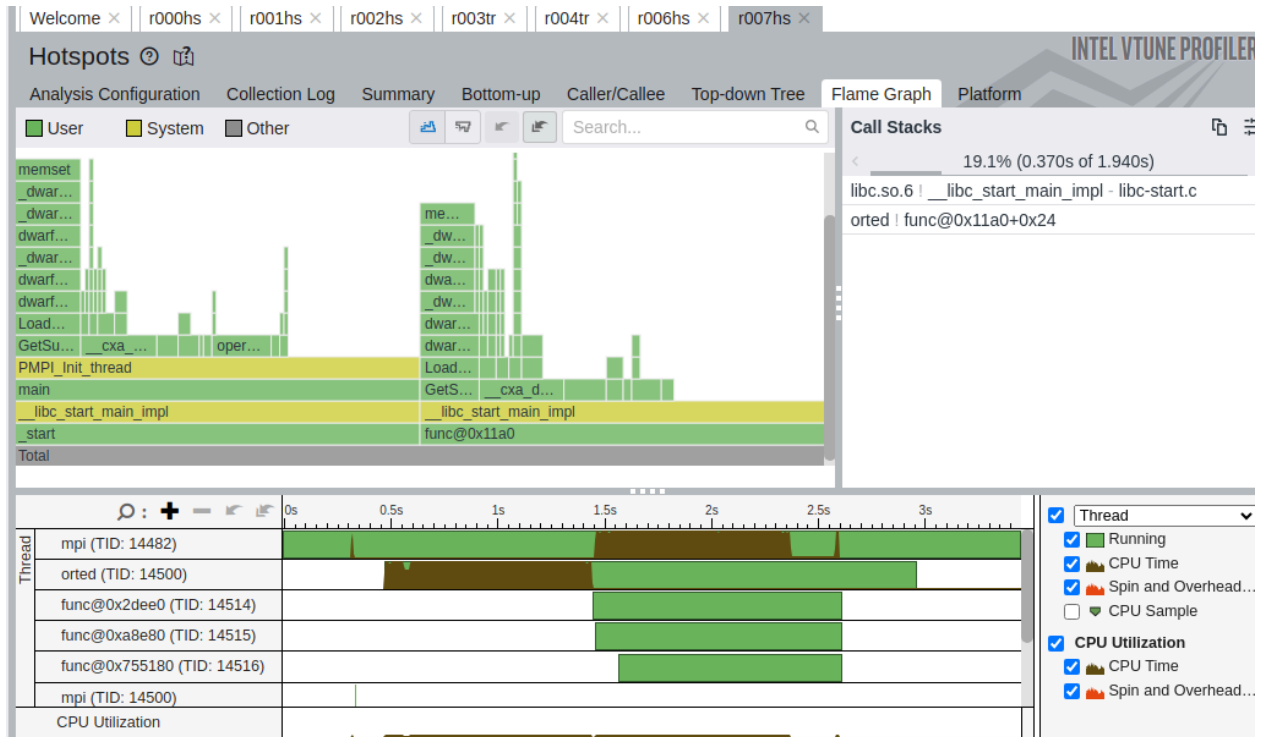 Welcome × r000hs × r001hs × r002hs × r003tr × r004tr × r006hs × r007hs ×
Hotspots
INTEL VTUNE PROFILER
Analysis Configuration Collection Log Summary Bottom-up Caller/Callee Top-down Tree Flame Graph Platform
User System Other
Search...
Call Stacks
19.1% (0.370s of 1.940s)
libc.so.6 ! __libc_start_main_impl - libc-start.c
orted ! func@0x11a0+0x24
memset
_dwar...
_dwar... me...
dwarf... _dw...
_dwar... _dw...
dwarf... dwa...
dwarf... _dw...
Load... dwar...
GetSu... __cxa_... oper... dwar...
PMPI_Init_thread Load...
main GetS... __cxa_d...
__libc_start_main_impl __libc_start_main_impl
_start func@0x11a0
Total
0s 0.5s 1s 1.5s 2s 2.5s 3s
Thread
mpi (TID: 14482)
orted (TID: 14500)
func@0x2dee0 (TID: 14514)
func@0xa8e80 (TID: 14515)
func@0x755180 (TID: 14516)
mpi (TID: 14500)
CPU Utilization
Thread
Running
CPU Time
Spin and Overhead...
CPU Sample
CPU Utilization
CPU Time
Spin and Overhead...